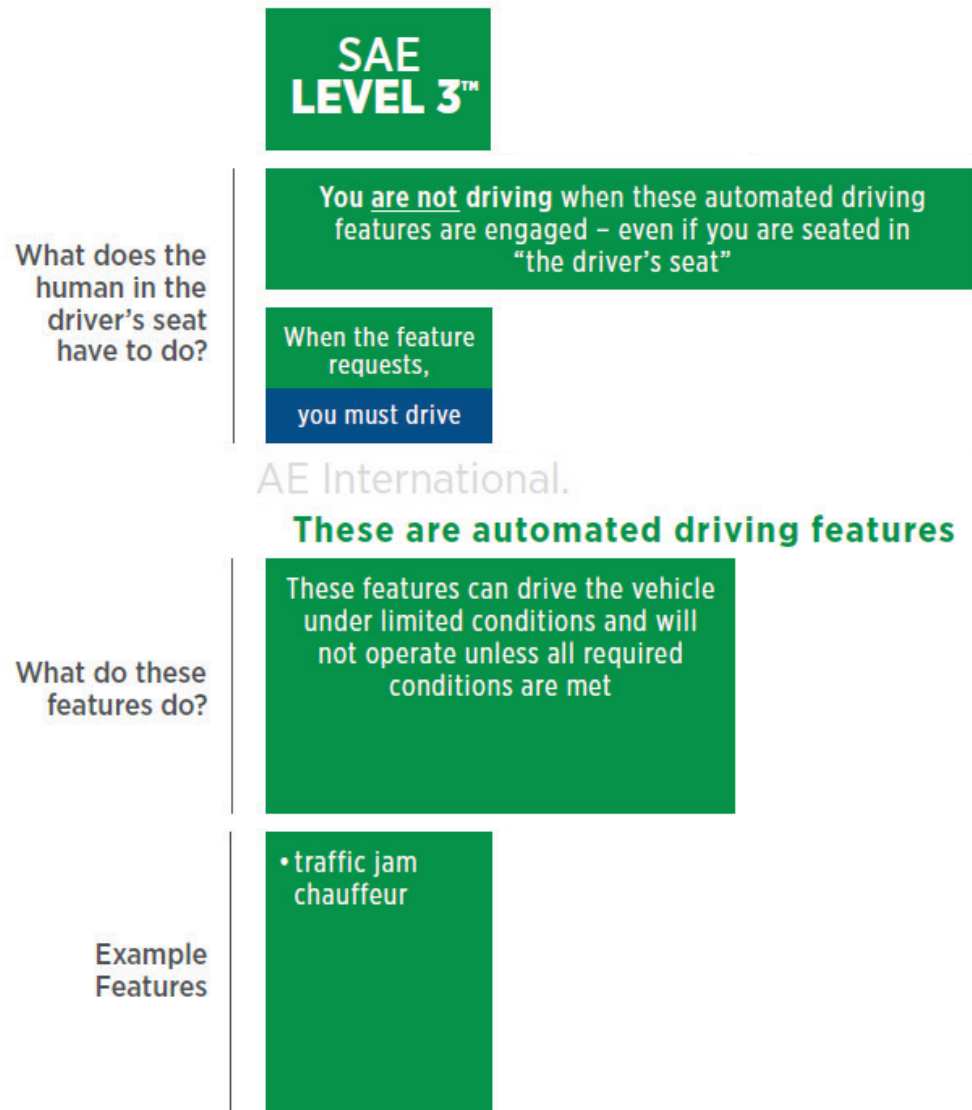 SAE
LEVEL 3™
What does the
human in the
driver’s seat
have to do?
You are not driving when these automated driving
features are engaged – even if you are seated in
“the driver’s seat”
When the feature
requests,
you must drive
AE International.
These are automated driving features
What do these
features do?
These features can drive the vehicle
under limited conditions and will
not operate unless all required
conditions are met
Example
Features
• traffic jam
chauffeur